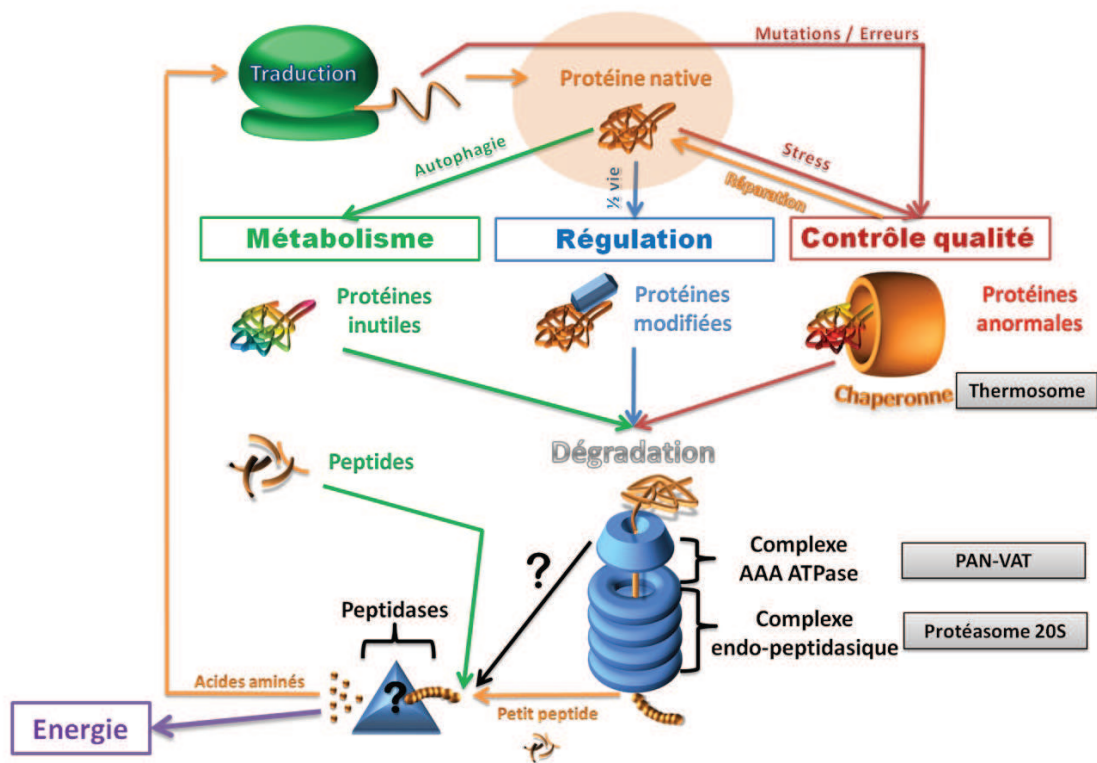 Mutations / Erreurs
Traduction
Protéine native
Autophagie
½ vie
Stress
Réparation
Métabolisme
Régulation
Contrôle qualité
Protéines
inutiles
Protéines
modifiées
Protéines
anormales
Chaperonne
Thermosome
Dégradation
Peptides
?
Complexe
AAA ATPase
PAN-VAT
Peptidases
Complexe
endo-peptidasique
Protéasome 20S
Acides aminés
?
Petit peptide
Energie